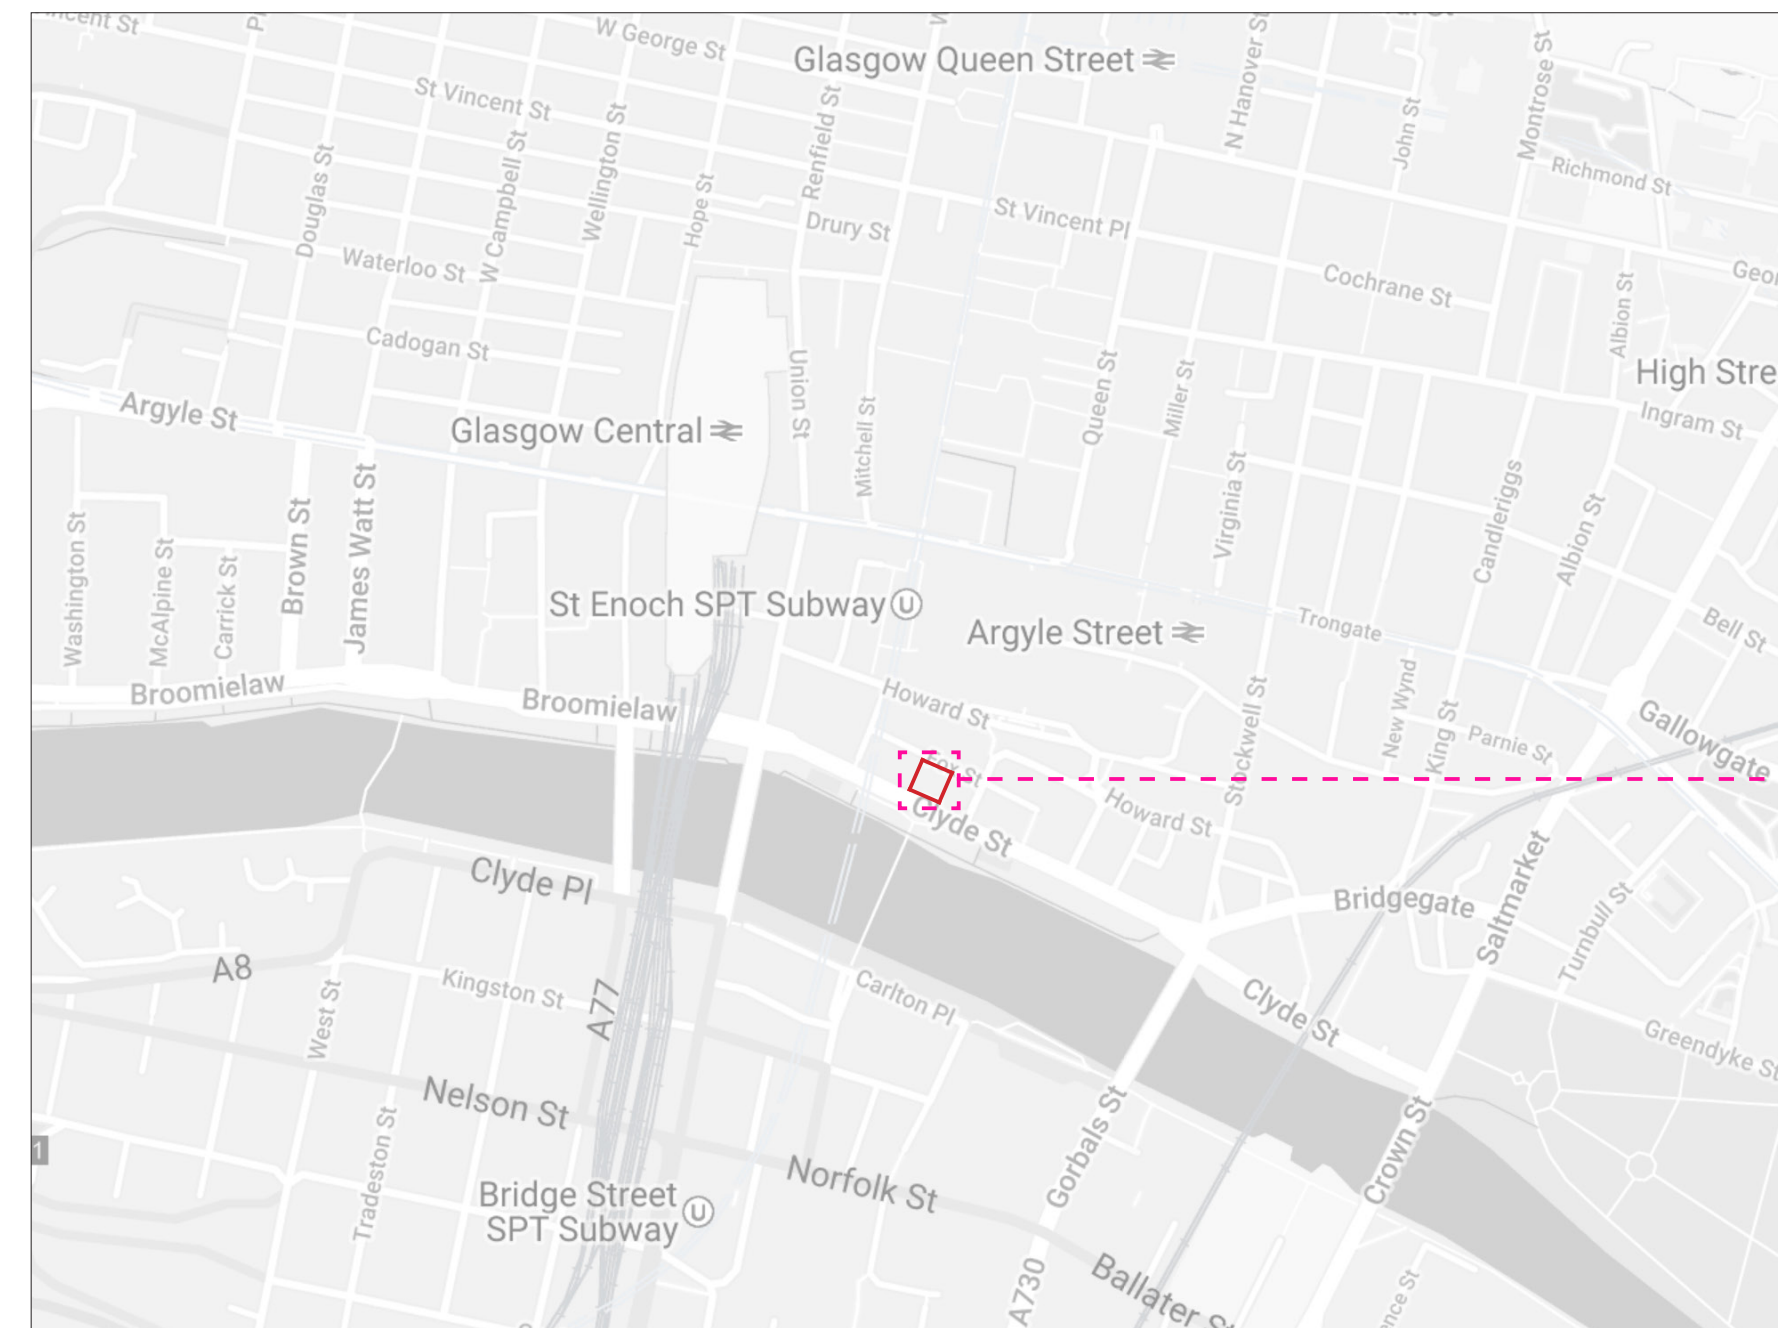 W George St
Glasgow Queen Street
N Hanover St
Montrose St
St Vincent St
John St
Renfield St
Wellington St
W Campbell St
Douglas St
Hope St
Richmond St
Drury St
St Vincent Pl
Waterloo St
Cochrane St
Albion St
Cadogan St
Union St
Queen St
Miller St
High Stre
Argyle St
Glasgow Central
Mitchell St
Ingram St
Virginia St
Candleriggs
Albion St
Washington St
McAlpine St
Carrick St
Brown St
James Watt St
St Enoch SPT Subway
U
Argyle Street
Trongate
Bell St
Broomielaw
Broomielaw
Howard St
Stockwell St
New Wynd
King St
Parnie St
Gallowgate
Fox St
Clyde St
Howard St
Clyde Pl
Bridgegate
Saltmarket
Turnbull St
A8
Kingston St
West St
A77
Carlton Pl
Clyde St
Greendyke St
Nelson St
Tradeston St
Gorbals St
Crown St
1
Bridge Street
SPT Subway
U
Norfolk St
A730
Ballater St